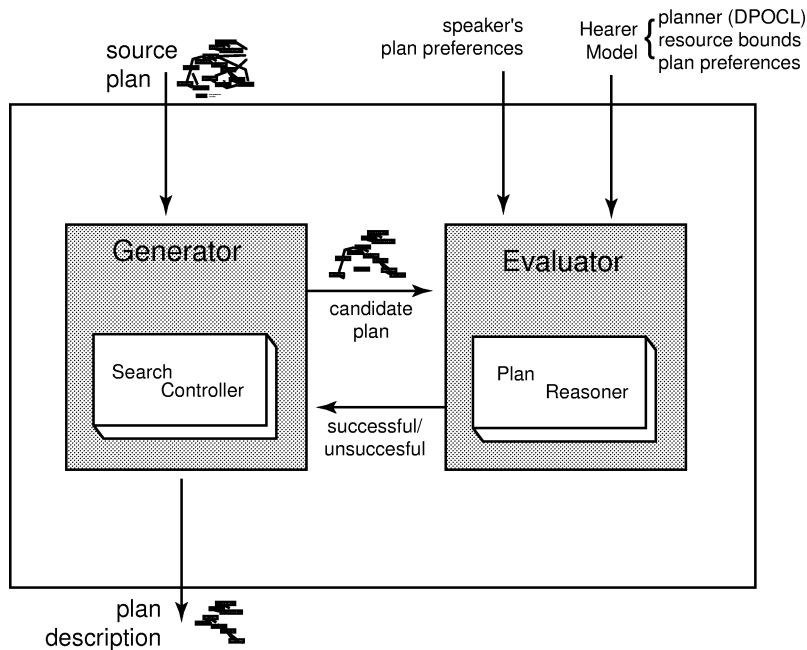 source
plan
speaker's
plan preferences
Hearer
Model
planner (DPOCL)
resource bounds
plan preferences
Generator
Search
Controller
candidate
plan
successful/
unsuccesful
Evaluator
Plan
Reasoner
plan
description